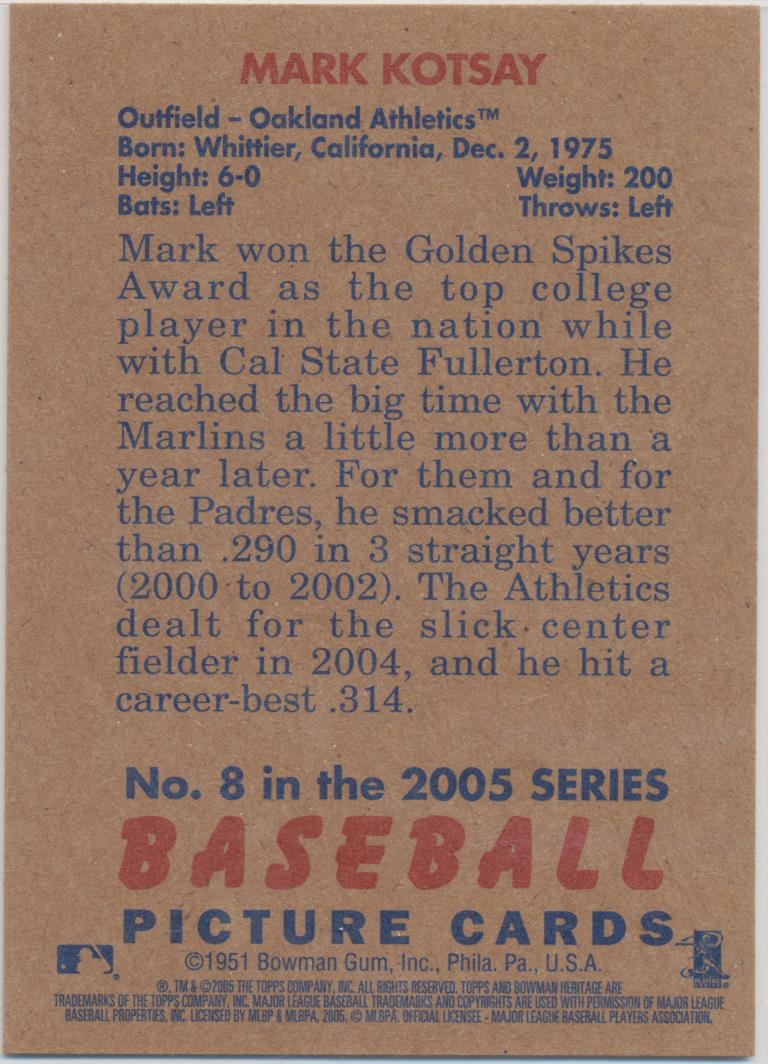 MARK KOTSAY
Outfield – Oakland Athletics™
Born: Whittier, California, Dec. 2, 1975
Height: 6-0 Weight: 200
Bats: Left Throws: Left
Mark won the Golden Spikes
Award as the top college
player in the nation while
with Cal State Fullerton. He
reached the big time with the
Marlins a little more than a
year later. For them and for
the Padres, he smacked better
than .290 in 3 straight years
(2000 to 2002). The Athletics
dealt for the slick center
fielder in 2004, and he hit a
career-best .314.
No. 8 in the 2005 SERIES
BASEBALL
PICTURE CARDS
©1951 Bowman Gum, Inc., Phila. Pa., U.S.A.
®, TM & ©2005 THE TOPPS COMPANY, INC. ALL RIGHTS RESERVED. TOPPS AND BOWMAN HERITAGE ARE
TRADEMARKS OF THE TOPPS COMPANY, INC. MAJOR LEAGUE BASEBALL TRADEMARKS AND COPYRIGHTS ARE USED WITH PERMISSION OF MAJOR LEAGUE
BASEBALL PROPERTIES, INC. LICENSED BY MLBP & MLBPA, 2005. © MLBPA. OFFICIAL LICENSEE - MAJOR LEAGUE BASEBALL PLAYERS ASSOCIATION.